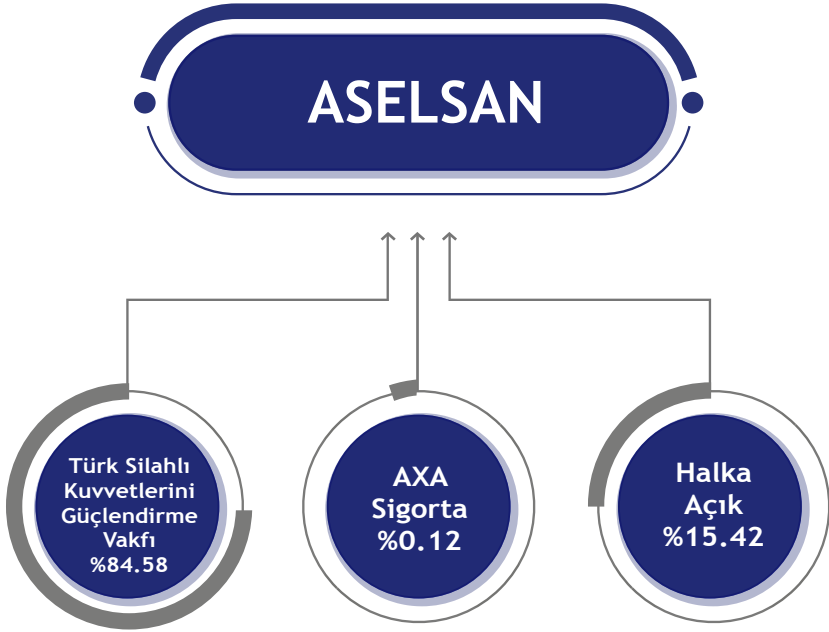 ASELSAN
Türk Silahlı
Kuvvetlerini
Güçlendirme
Vakfı
%84.58
AXA
Sigorta
%0.12
Halka
Açık
%15.42